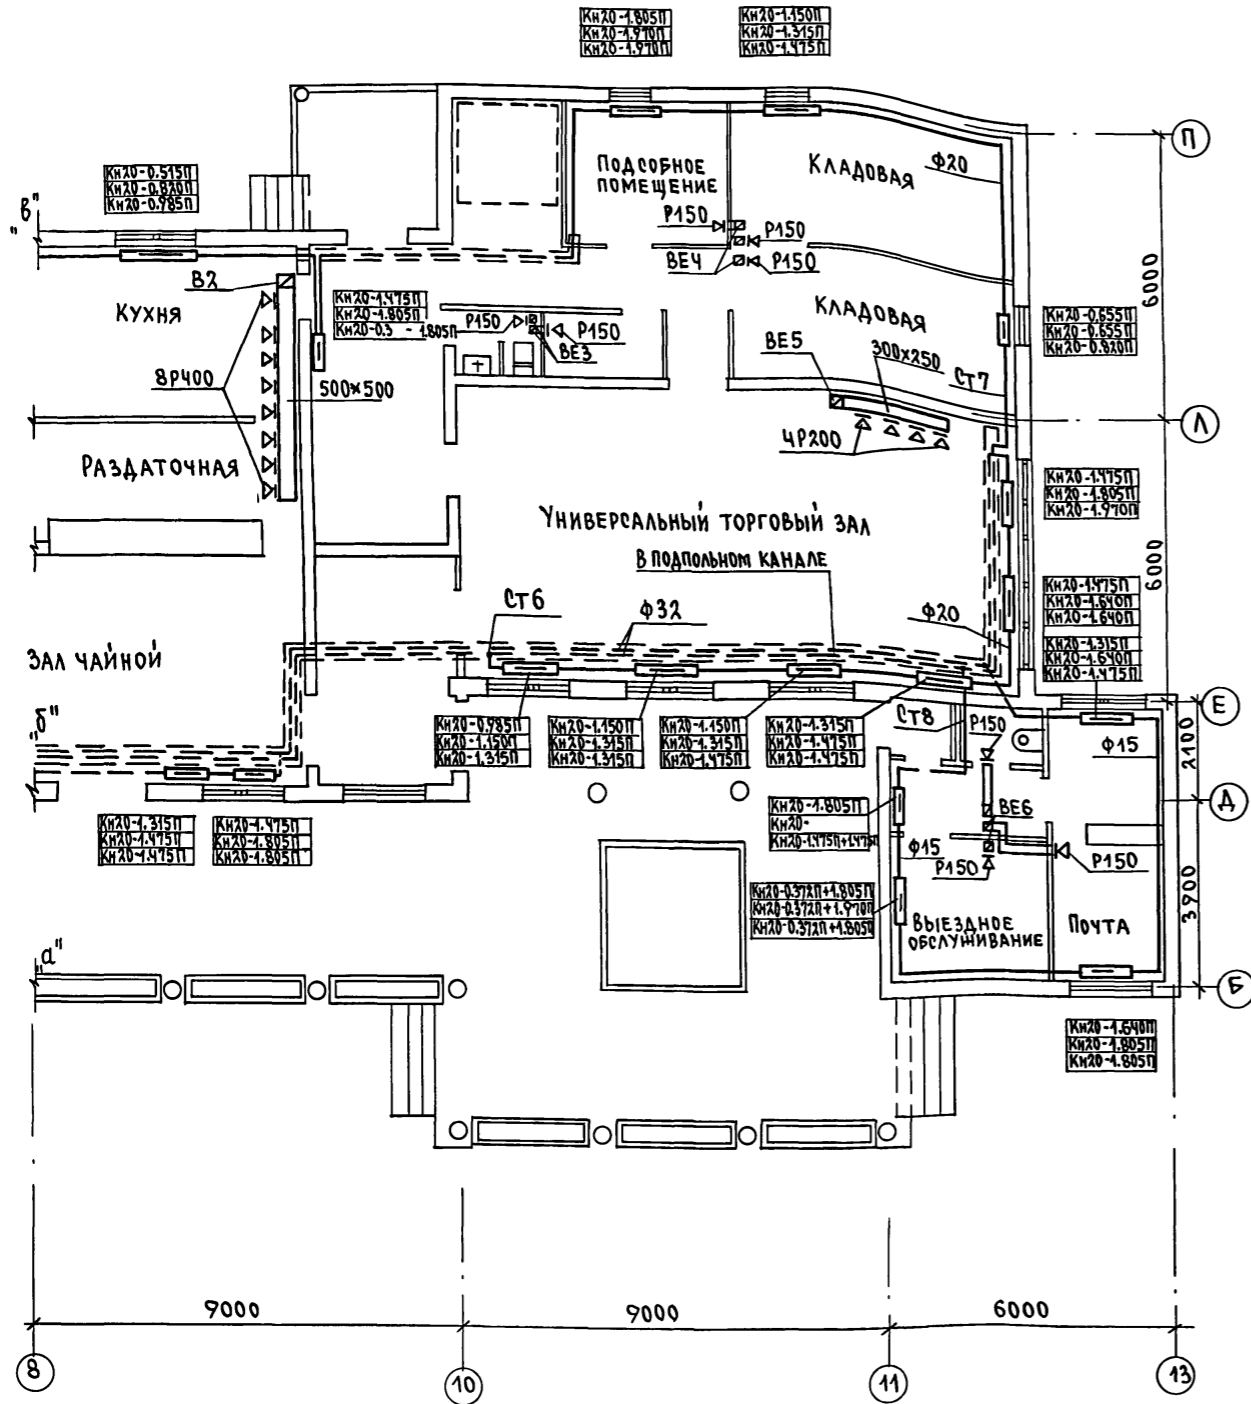 Кн20-1.805П
Кн20-1.970П
Кн20-1.970П
Кн20-1.150П
Кн20-1.315П
Кн20-1.475П
П
Кн20-0.515П
Кн20-0.820П
Кн20-0.985П
ПОДСОБНОЕ
ПОМЕЩЕНИЕ
КЛАДОВАЯ
Ф20
"в"
Р150
Р150
ВЕ4
Р150
В2
КУХНЯ
Кн20-1.475П
Кн20-1.805П
Кн20-0.3 - 1.805П
Р150
Р150
ВЕ3
КЛАДОВАЯ
ВЕ5
300×250
Ст7
6000
Кн20-0.655П
Кн20-0.655П
Кн20-0.820П
8Р400
500×500
Л
4Р200
РАЗДАТОЧНАЯ
Кн20-1.475П
Кн20-1.805П
Кн20-1.970П
УНИВЕРСАЛЬНЫЙ ТОРГОВЫЙ ЗАЛ
В ПОДПОЛЬНОМ КАНАЛЕ
6000
Ст6
Ф32
Ф20
Кн20-1.475П
Кн20-1.640П
Кн20-1.640П
Кн20-1.315П
Кн20-1.640П
Кн20-1.475П
ЗАЛ ЧАЙНОЙ
Е
"б"
Кн20-0.985П
Кн20-1.150П
Кн20-1.315П
Кн20-1.150П
Кн20-1.315П
Кн20-1.315П
Кн20-1.150П
Кн20-1.315П
Кн20-1.475П
Кн20-1.315П
Кн20-1.475П
Кн20-1.475П
Ст8
Р150
Ф15
2100
Д
Кн20-1.315П
Кн20-1.475П
Кн20-1.475П
Кн20-1.475П
Кн20-1.805П
Кн20-1.805П
Кн20-1.805П
Кн20-
Кн20-1.475П+1.475П
ВЕ6
Ф15
Р150
Р150
3900
Кн20-0.372П+1.805П
Кн20-0.372П+1.970П
Кн20-0.372П+1.805П
ВЫЕЗДНОЕ
ОБСЛУЖИВАНИЕ
ПОЧТА
"а"
Б
Кн20-1.640П
Кн20-1.805П
Кн20-1.805П
9000
9000
6000
8
10
11
13